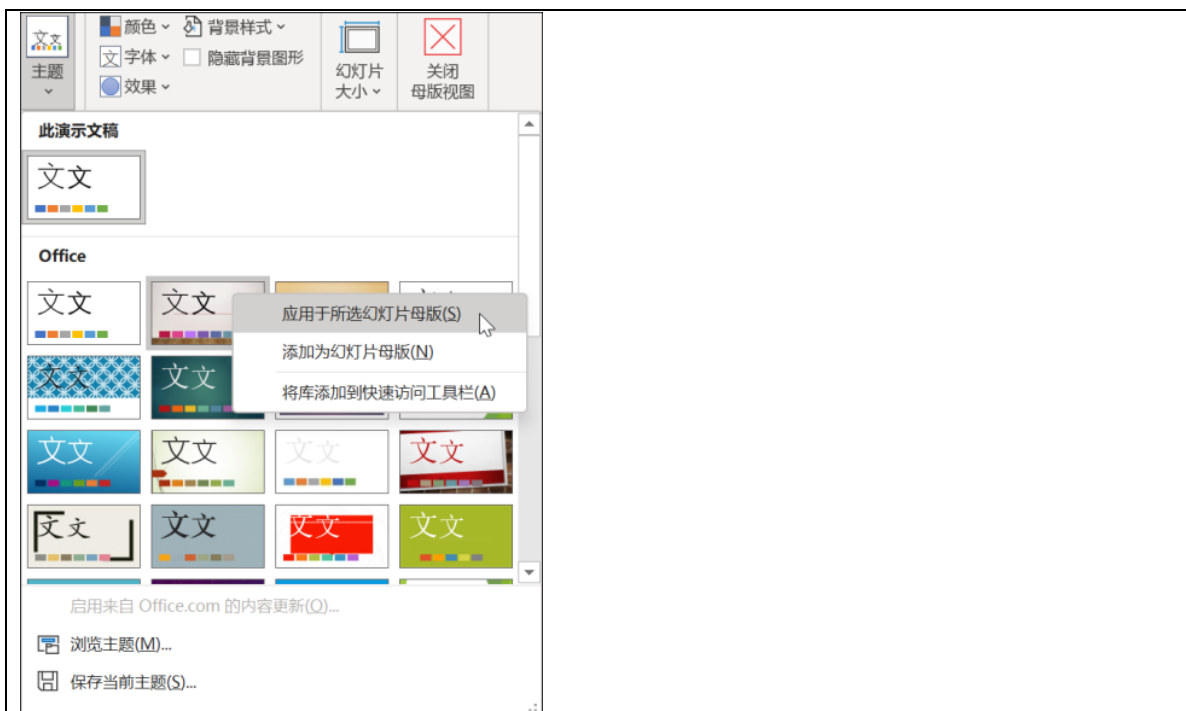 文文
主题
颜色
背景样式
字体
隐藏背景图形
效果
幻灯片
大小
关闭
母版视图
此演示文稿
文文
Office
文文
文文
应用于所选幻灯片母版(S)
添加为幻灯片母版(N)
将库添加到快速访问工具栏(A)
文文
文文
文文
文文
文文
文文
文文
文文
文文
文文
启用来自 Office.com 的内容更新(O)...
浏览主题(M)...
保存当前主题(S)...